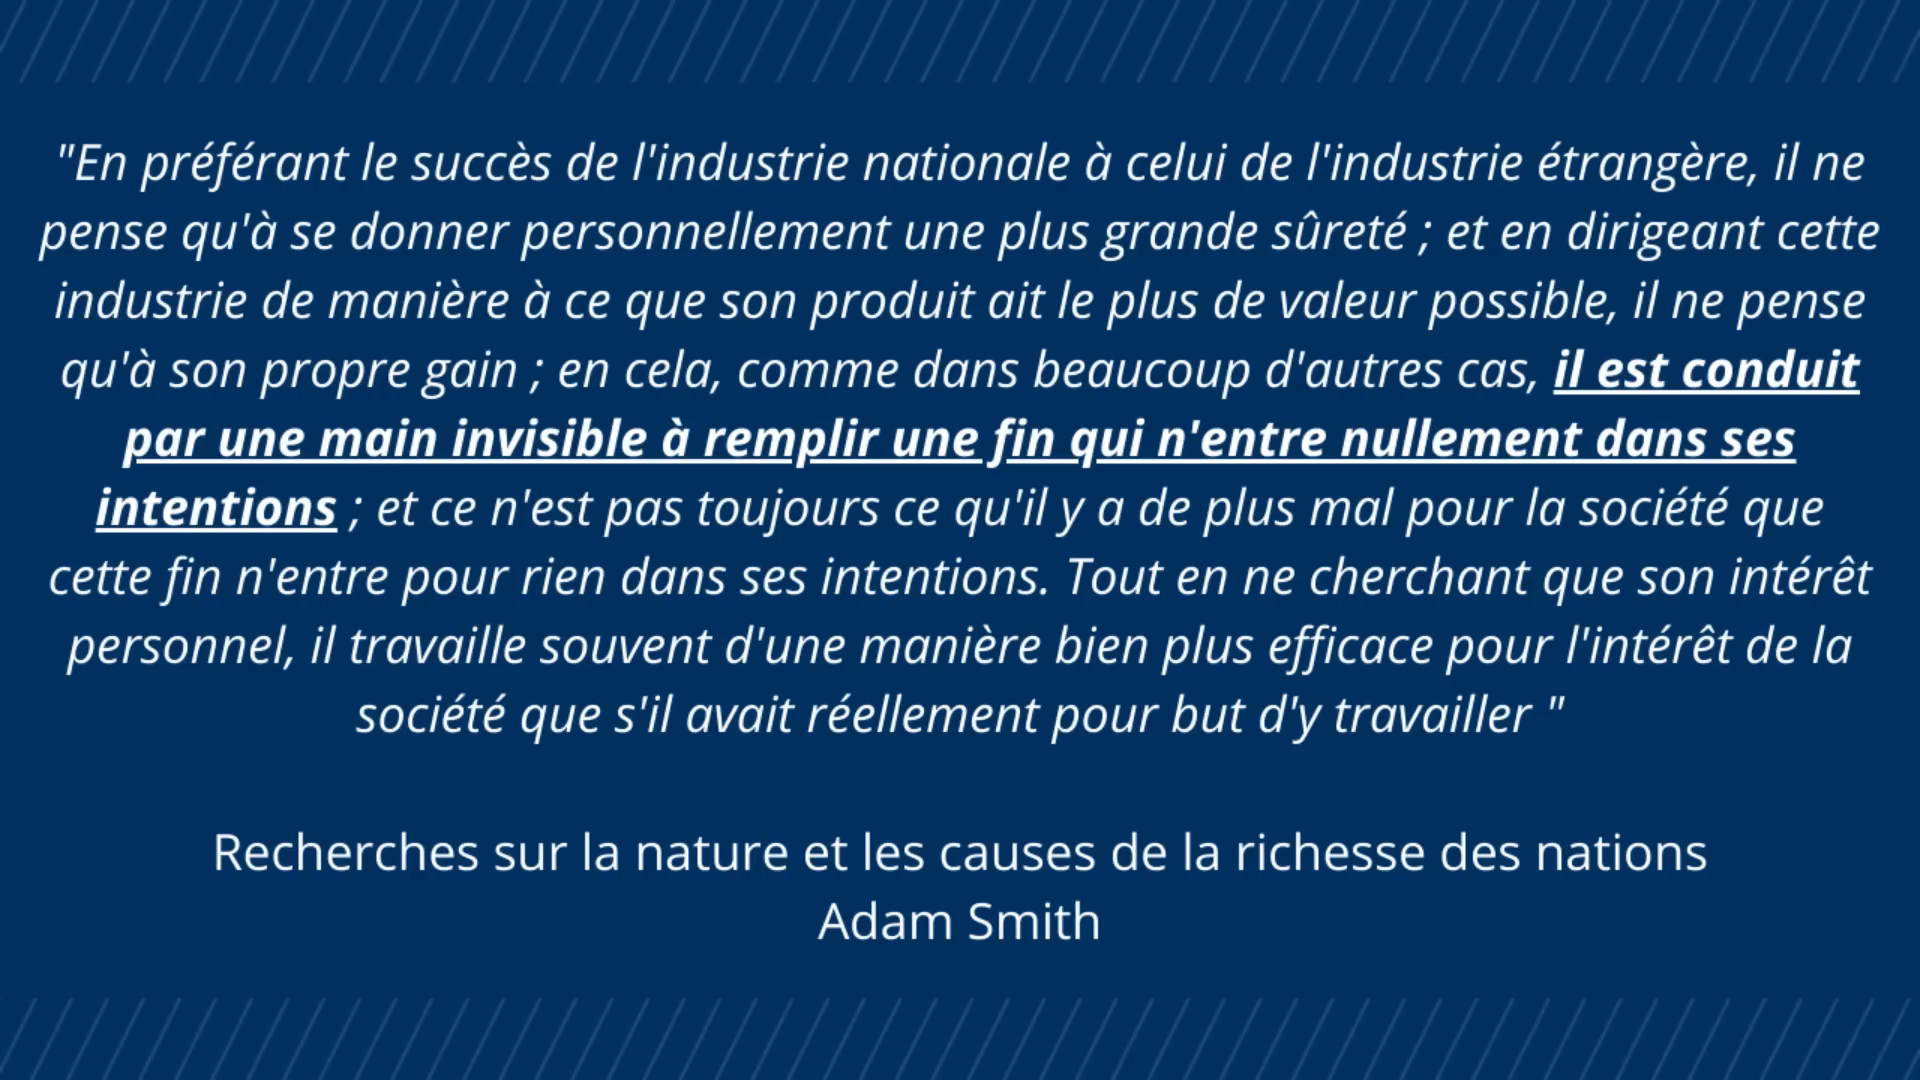 "En préférant le succès de l'industrie nationale à celui de l'industrie étrangère, il ne
pense qu'à se donner personnellement une plus grande sûreté ; et en dirigeant cette
industrie de manière à ce que son produit ait le plus de valeur possible, il ne pense
qu'à son propre gain ; en cela, comme dans beaucoup d'autres cas, il est conduit
par une main invisible à remplir une fin qui n'entre nullement dans ses
intentions ; et ce n'est pas toujours ce qu'il y a de plus mal pour la société que
cette fin n'entre pour rien dans ses intentions. Tout en ne cherchant que son intérêt
personnel, il travaille souvent d'une manière bien plus efficace pour l'intérêt de la
société que s'il avait réellement pour but d'y travailler "
Recherches sur la nature et les causes de la richesse des nations
Adam Smith